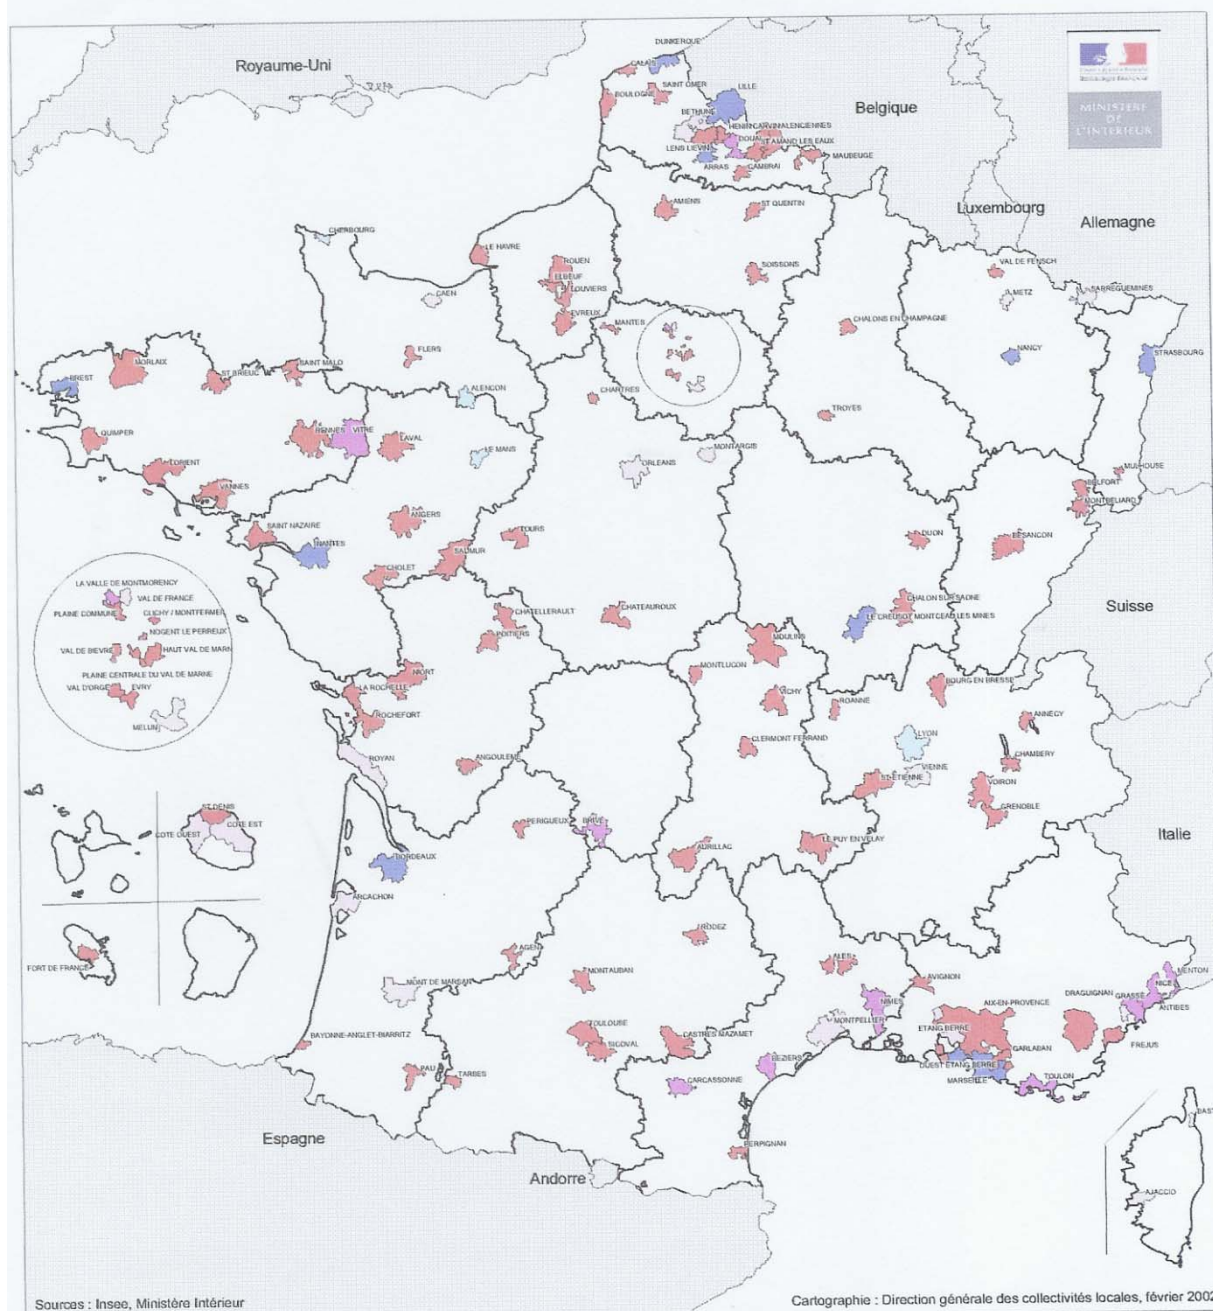 Royaume-Uni
DUNKERQUE
CALAIS
BOULOGNE
SAINT OMER
LILLE
Belgique
BETHUNE
LENS LIEVIN
ARRAS
CAMBRAI
ST AMAND LES EAUX
MAUBEUGE
MINISTERE
DE
L'INTERIEUR
Luxembourg
Allemagne
AMIENS
ST QUENTIN
CHERBOURG
LE HAVRE
ROUEN
ELBEUF
LOUVIERS
EVREUX
SOISSONS
VAL DE FENSCH
METZ
SARREGUEMINES
CAEN
MANTES
CHALONS EN CHAMPAGNE
NANCY
STRASBOURG
FLERS
MORLAIX
ST BRIEUC
SAINT MALO
BREST
ALENCON
CHARTRES
TROYES
QUIMPER
RENNES
VITRE
LAVAL
LE MANS
ORLEANS
MONTARGIS
MULHOUSE
BELFORT
MONTBELIARD
LORIENT
VANNES
ANGERS
SAINT NAZAIRE
NANTES
TOURS
SAUMUR
CHOLET
DIJON
BESANCON
LA VALLE DE MONTMORENCY
VAL DE FRANCE
PLAINE COMMUNE
CLICHY / MONTFERMEI
NOGENT LE PERREUX
VAL DE BIEVRE
HAUT VAL DE MARN
PLAINE CENTRALE DU VAL DE MARNE
VAL D'ORGE
EVRY
MELUN
CHATELLERAULT
POITIERS
CHATEAUROUX
CHALON SUR SAONE
LE CREUSOT MONTCEAU LES MINES
Suisse
MOULINS
MONTLUCON
NIORT
LA ROCHELLE
ROCHEFORT
VICHY
ROANNE
BOURG EN BRESSE
ANNECY
ROYAN
ANGOULEME
CLERMONT FERRAND
LYON
VIENNE
ST-ETIENNE
CHAMBERY
VOIRON
GRENOBLE
ST DENIS
COTE OUEST
COTE EST
PERIGUEUX
BRIVE
Italie
BORDEAUX
AURILLAC
LE PUY EN VELAY
ARCACHON
FORT DE FRANCE
AGEN
RODEZ
ALES
MONT DE MARSAN
MONTAUBAN
AVIGNON
NIMES
AIX-EN-PROVENCE
DRAGUIGNAN
GRASSE
NICE
MENTON
ANTIBES
BAYONNE-ANGLET-BIARRITZ
TOULOUSE
SICOVAL
CASTRES MAZAMET
MONTPELLIER
ETANG BERRE
GARLABAN
FREJUS
PAU
TARBES
BEZIERS
OUEST ETANG BERRE
MARSEILLE
TOULON
CARCASSONNE
Espagne
PERPIGNAN
Andorre
BAST
AJACCIO
Sources : Insee, Ministère Intérieur
Cartographie : Direction générale des collectivités locales, février 2002